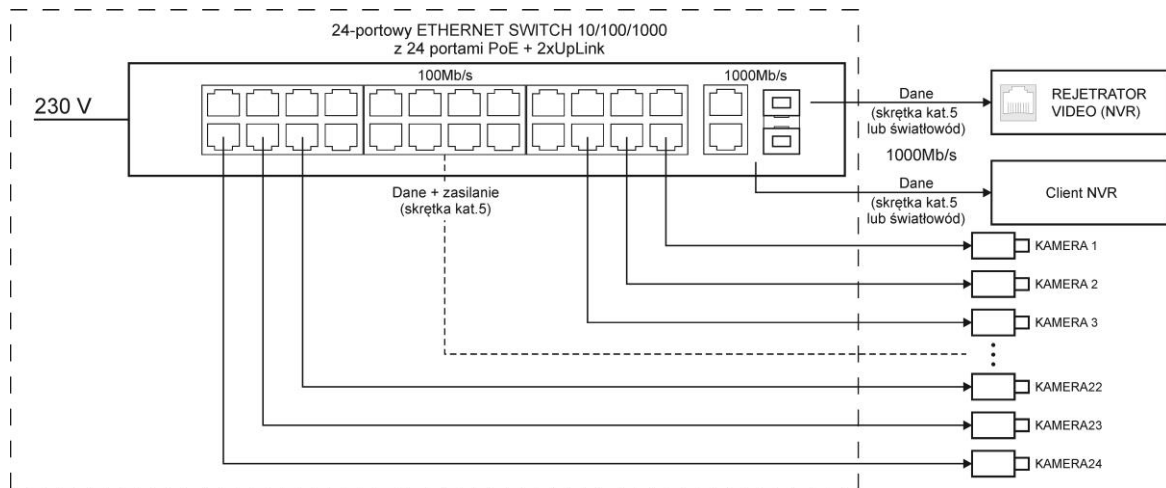 24-portowy ETHERNET SWITCH 10/100/1000
z 24 portami PoE + 2xUpLink
230 V
100Mb/s
1000Mb/s
Dane
(skrętka kat.5
lub światłowód)
REJETRATOR
VIDEO (NVR)
1000Mb/s
Dane
(skrętka kat.5
lub światłowód)
Client NVR
Dane + zasilanie
(skrętka kat.5)
KAMERA 1
KAMERA 2
KAMERA 3
KAMERA22
KAMERA23
KAMERA24